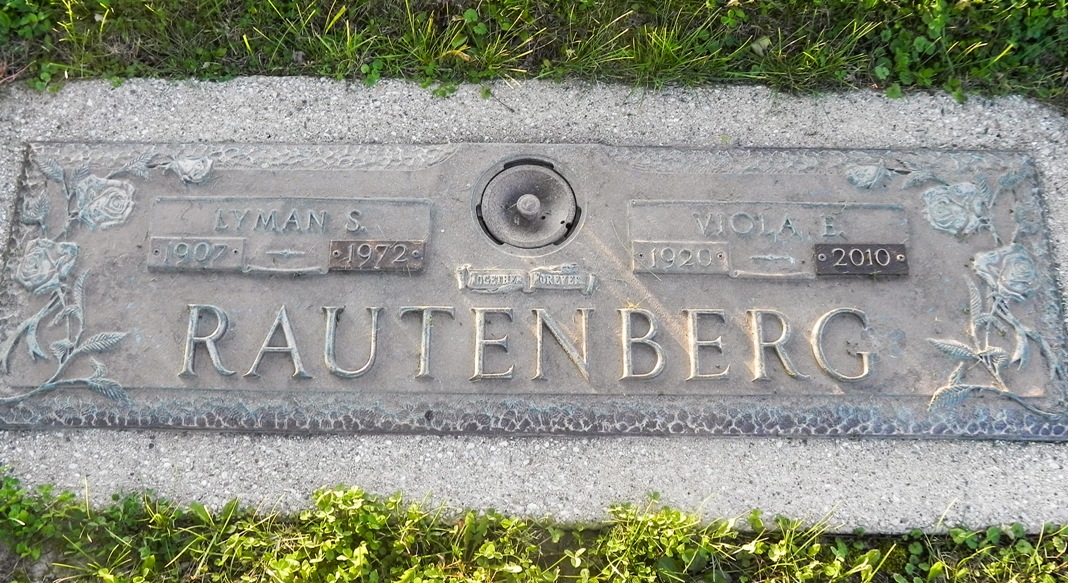 LYMAN S.
1907 - 1972
VIOLA E.
1920 - 2010
TOGETHER FOREVER
RAUTENBERG